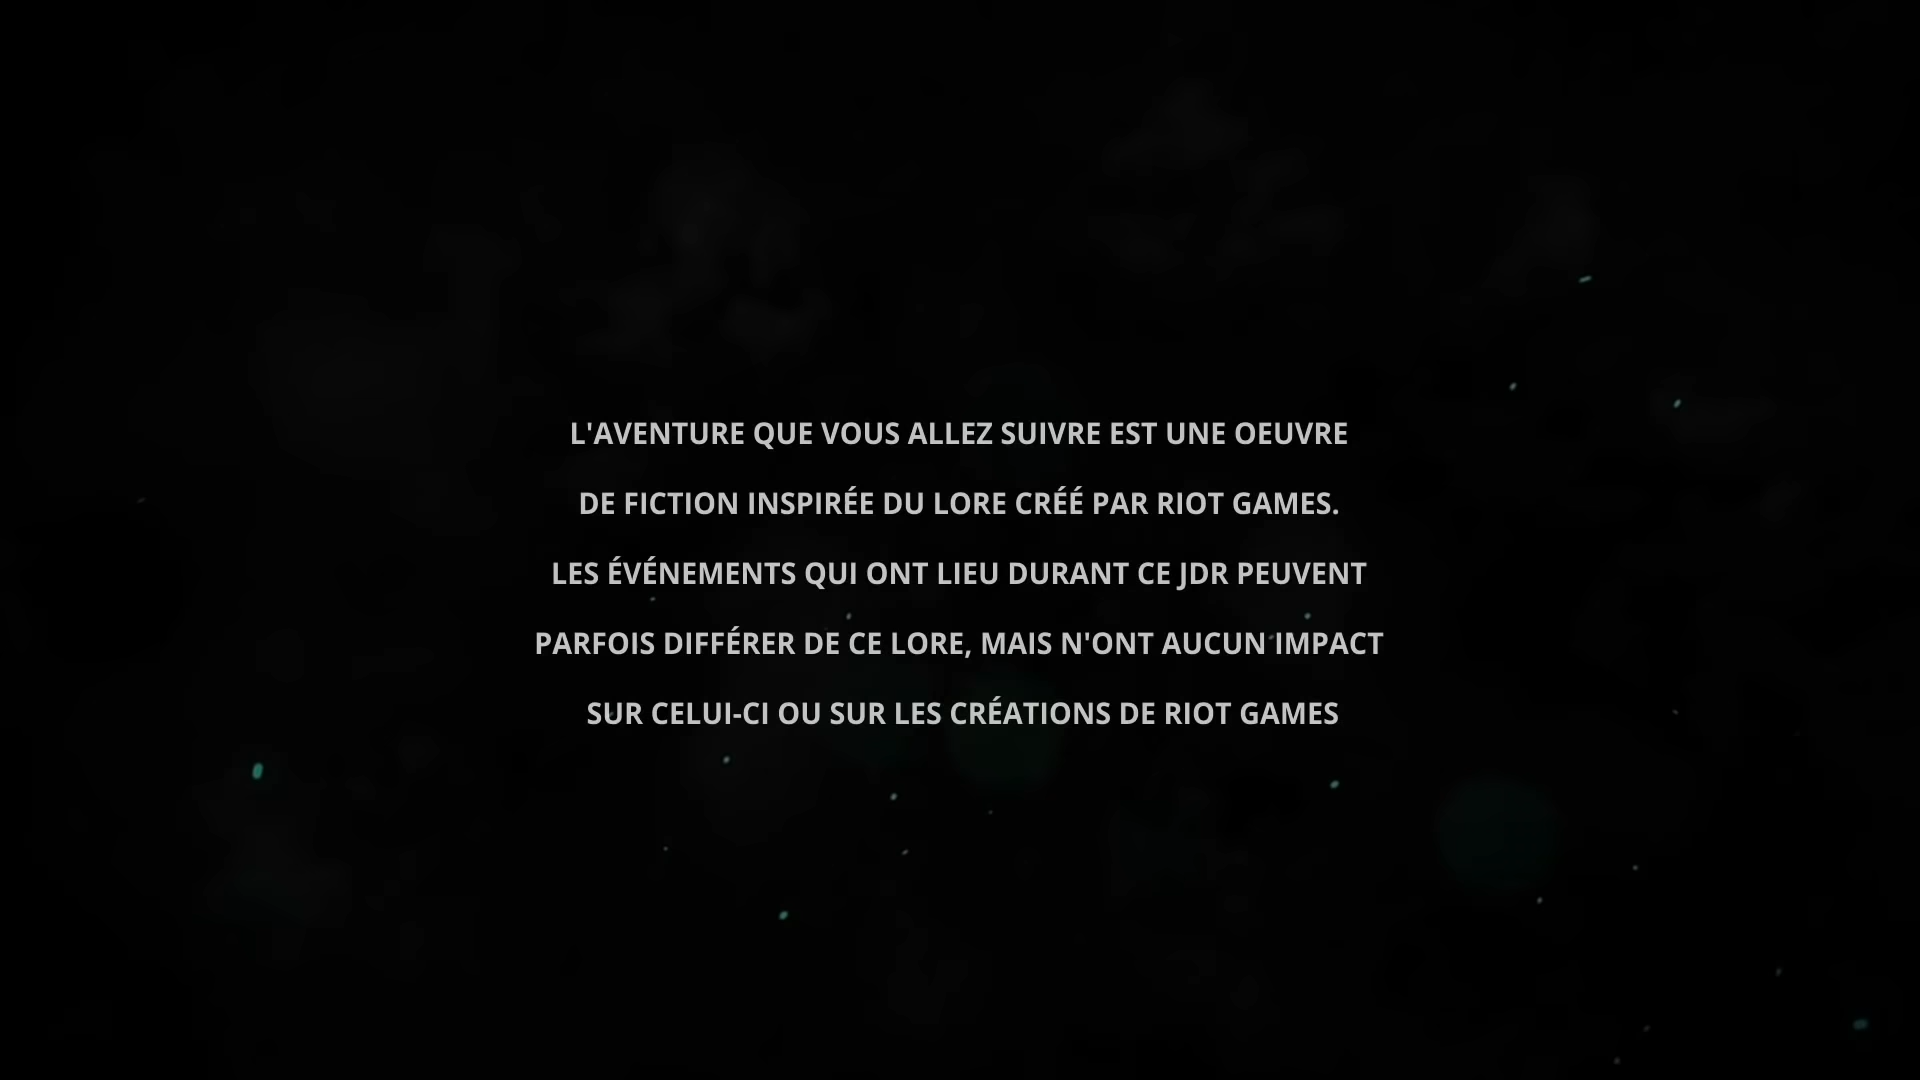 L'AVENTURE QUE VOUS ALLEZ SUIVRE EST UNE OEUVRE
DE FICTION INSPIRÉE DU LORE CRÉÉ PAR RIOT GAMES.
LES ÉVÉNEMENTS QUI ONT LIEU DURANT CE JDR PEUVENT
PARFOIS DIFFÉRER DE CE LORE, MAIS N'ONT AUCUN IMPACT
SUR CELUI-CI OU SUR LES CRÉATIONS DE RIOT GAMES